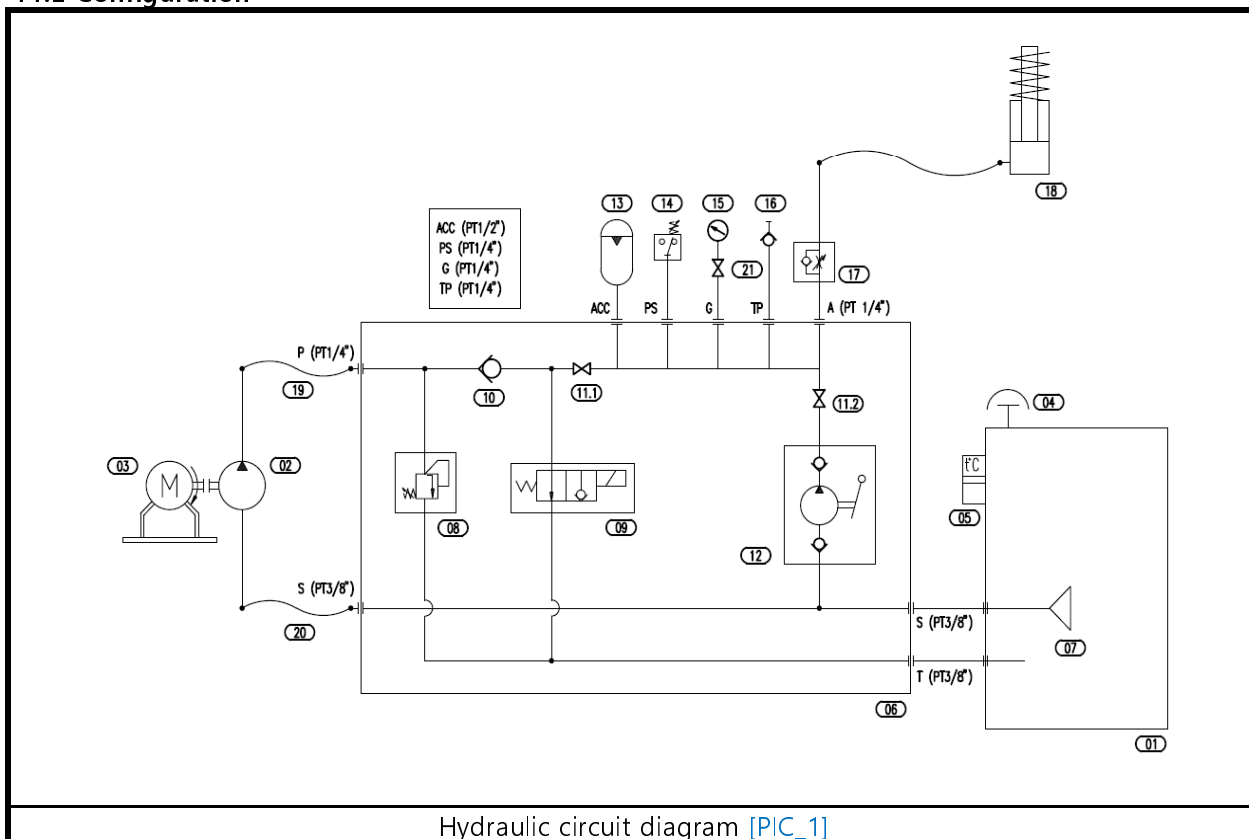 18
13
14
15
16
ACC (PT1/2")
PS (PT1/4")
G (PT1/4")
TP (PT1/4")
21
17
ACC
PS
G
TP
A (PT 1/4")
P (PT1/4")
19
10
11.1
11.2
04
03
M
02
t°C
05
08
09
12
S (PT3/8")
20
S (PT3/8")
07
T (PT3/8")
06
01
Hydraulic circuit diagram [PIC_1]